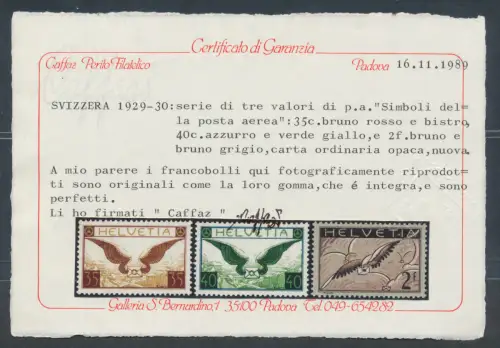 Certificato di Garanzia
Caffaz Perito Filatelico
Padova 16.11.1989
SVIZZERA 1929-30:serie di tre valori di p.a."Simboli del=
la posta aerea":35c.bruno rosso e bistro,
40c.azzurro e verde giallo,e 2f.bruno e
bruno grigio,carta ordinaria opaca,nuova.
A mio parere i francobolli qui fotograficamente riprodot=
ti sono originali come la loro gomma,che é integra,e sono
perfetti.
Li ho firmati " Caffaz "
HELVETIA HELVETIA HELVETIA
35 35 40 40 2F
Galleria S. Bernardino,1 35100 Padova Tel. 049-654282